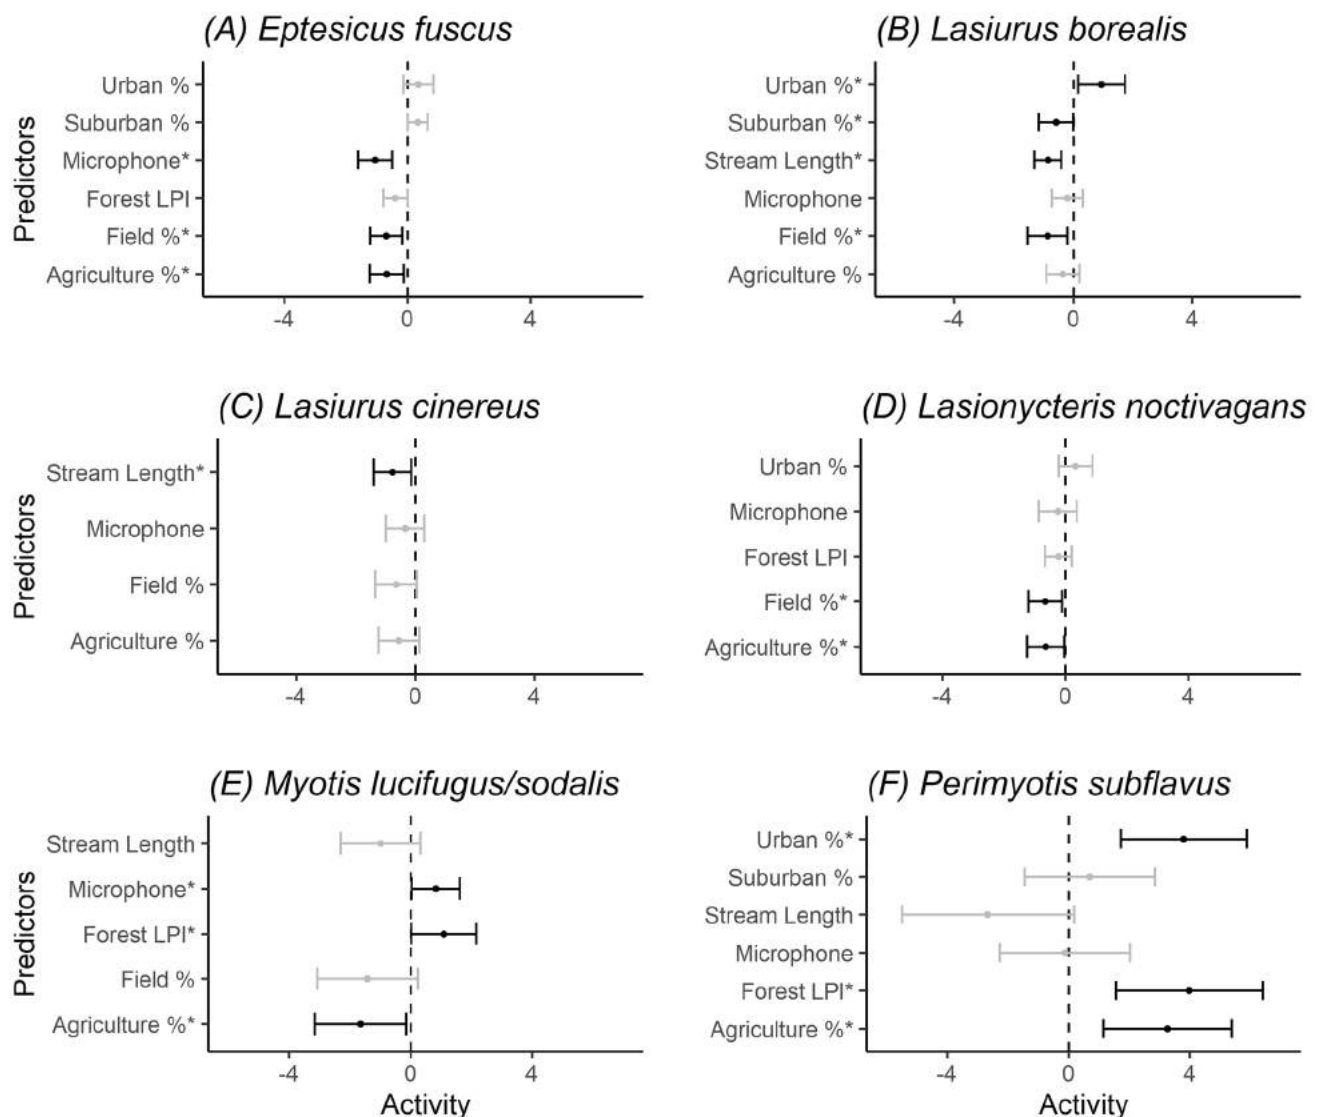 (A) Eptesicus fuscus
Predictors
Urban %
Suburban %
Microphone*
Forest LPI
Field %*
Agriculture %*
-4 0 4
(B) Lasiurus borealis
Urban %*
Suburban %*
Stream Length*
Microphone
Field %*
Agriculture %
-4 0 4
(C) Lasiurus cinereus
Predictors
Stream Length*
Microphone
Field %
Agriculture %
-4 0 4
(D) Lasionycteris noctivagans
Urban %
Microphone
Forest LPI
Field %*
Agriculture %*
-4 0 4
(E) Myotis lucifugus/sodalis
Predictors
Stream Length
Microphone*
Forest LPI*
Field %
Agriculture %*
-4 0 4
Activity
(F) Perimyotis subflavus
Urban %*
Suburban %
Stream Length
Microphone
Forest LPI*
Agriculture %*
-4 0 4
Activity